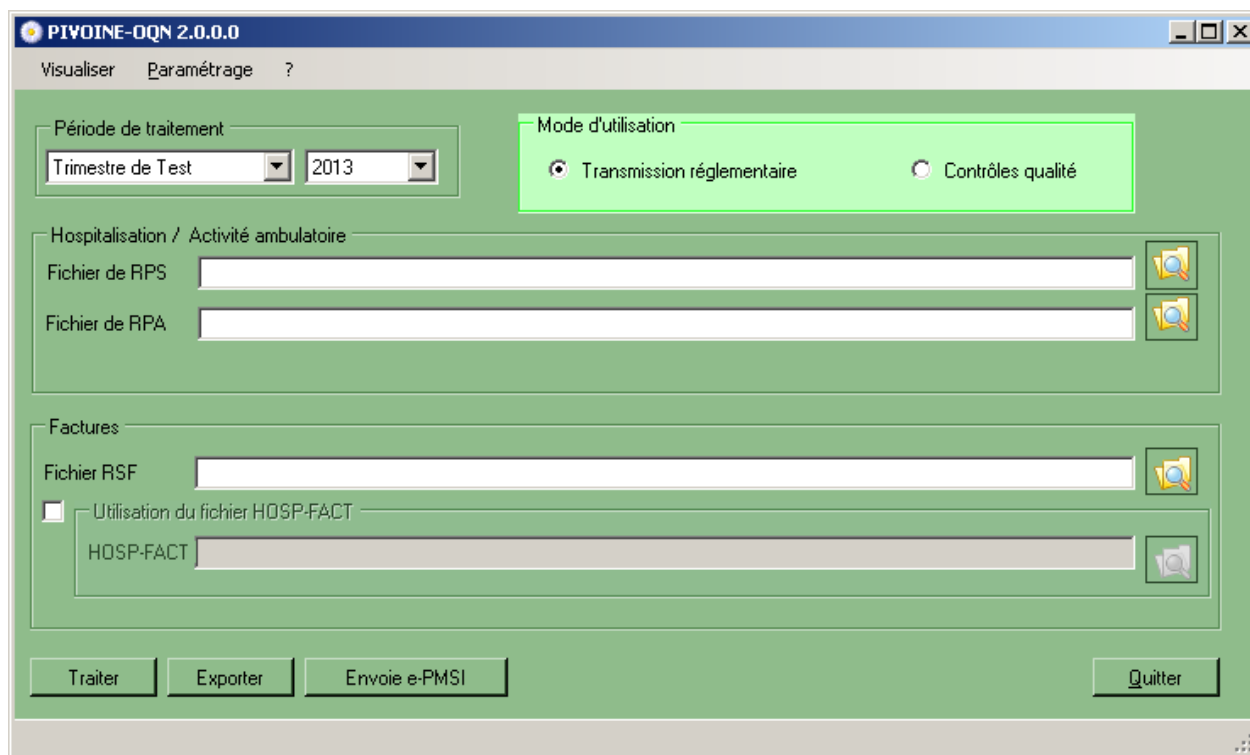 PIVOINE-OQN 2.0.0.0
Visualiser Paramétrage ?
Période de traitement
Trimestre de Test 2013
Mode d'utilisation
Transmission réglementaire Contrôles qualité
Hospitalisation / Activité ambulatoire
Fichier de RPS
Fichier de RPA
Factures
Fichier RSF
Utilisation du fichier HOSP-FACT
HOSP-FACT
Traiter Exporter Envoie e-PMSI Quitter